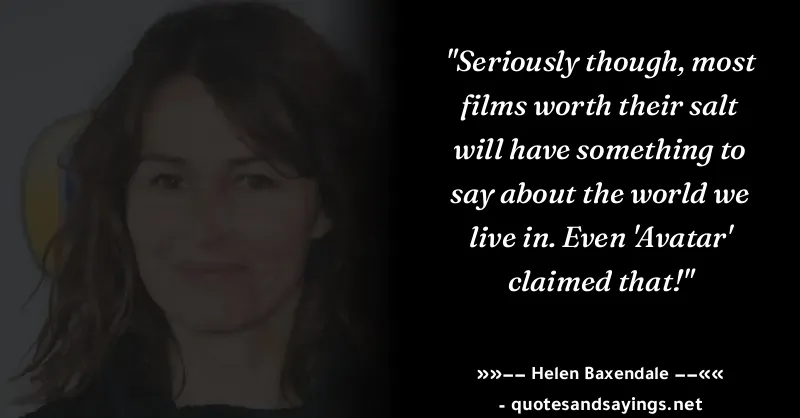 "Seriously though, most
films worth their salt
will have something to
say about the world we
live in. Even 'Avatar'
claimed that!"
»»−− Helen Baxendale −−««
- quotesandsayings.net